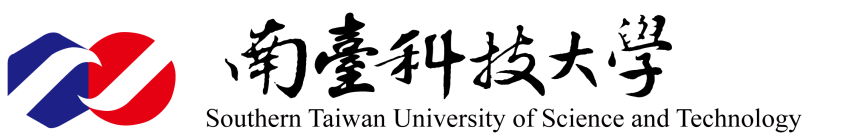 南臺科技大學
Southern Taiwan University of Science and Technology